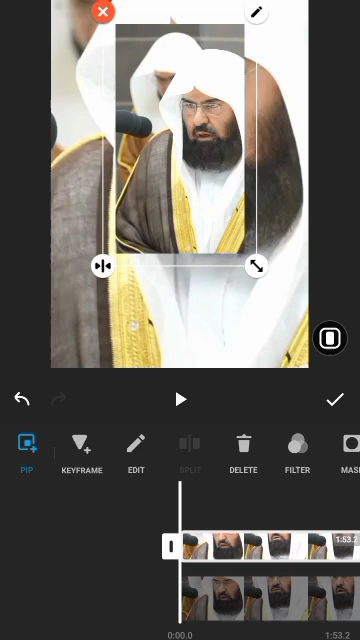 PIP
KEYFRAME
EDIT
SPLIT
DELETE
FILTER
MAS
1:53.2
0:00.0
1:53.2